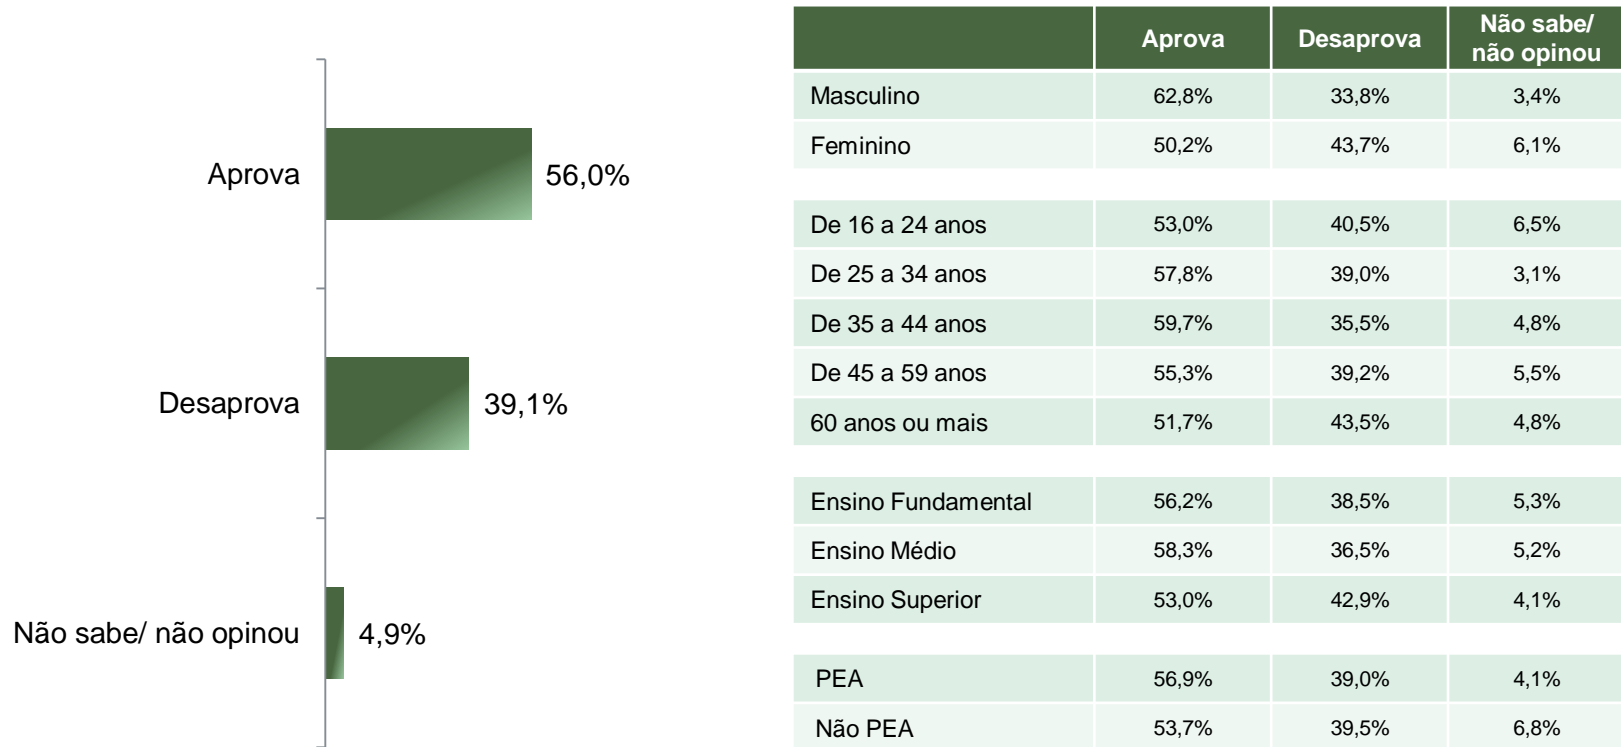 Aprova 56,0%
Desaprova 39,1%
Não sabe/ não opinou 4,9%
Aprova Desaprova Não sabe/
não opinou
Masculino 62,8% 33,8% 3,4%
Feminino 50,2% 43,7% 6,1%
De 16 a 24 anos 53,0% 40,5% 6,5%
De 25 a 34 anos 57,8% 39,0% 3,1%
De 35 a 44 anos 59,7% 35,5% 4,8%
De 45 a 59 anos 55,3% 39,2% 5,5%
60 anos ou mais 51,7% 43,5% 4,8%
Ensino Fundamental 56,2% 38,5% 5,3%
Ensino Médio 58,3% 36,5% 5,2%
Ensino Superior 53,0% 42,9% 4,1%
PEA 56,9% 39,0% 4,1%
Não PEA 53,7% 39,5% 6,8%